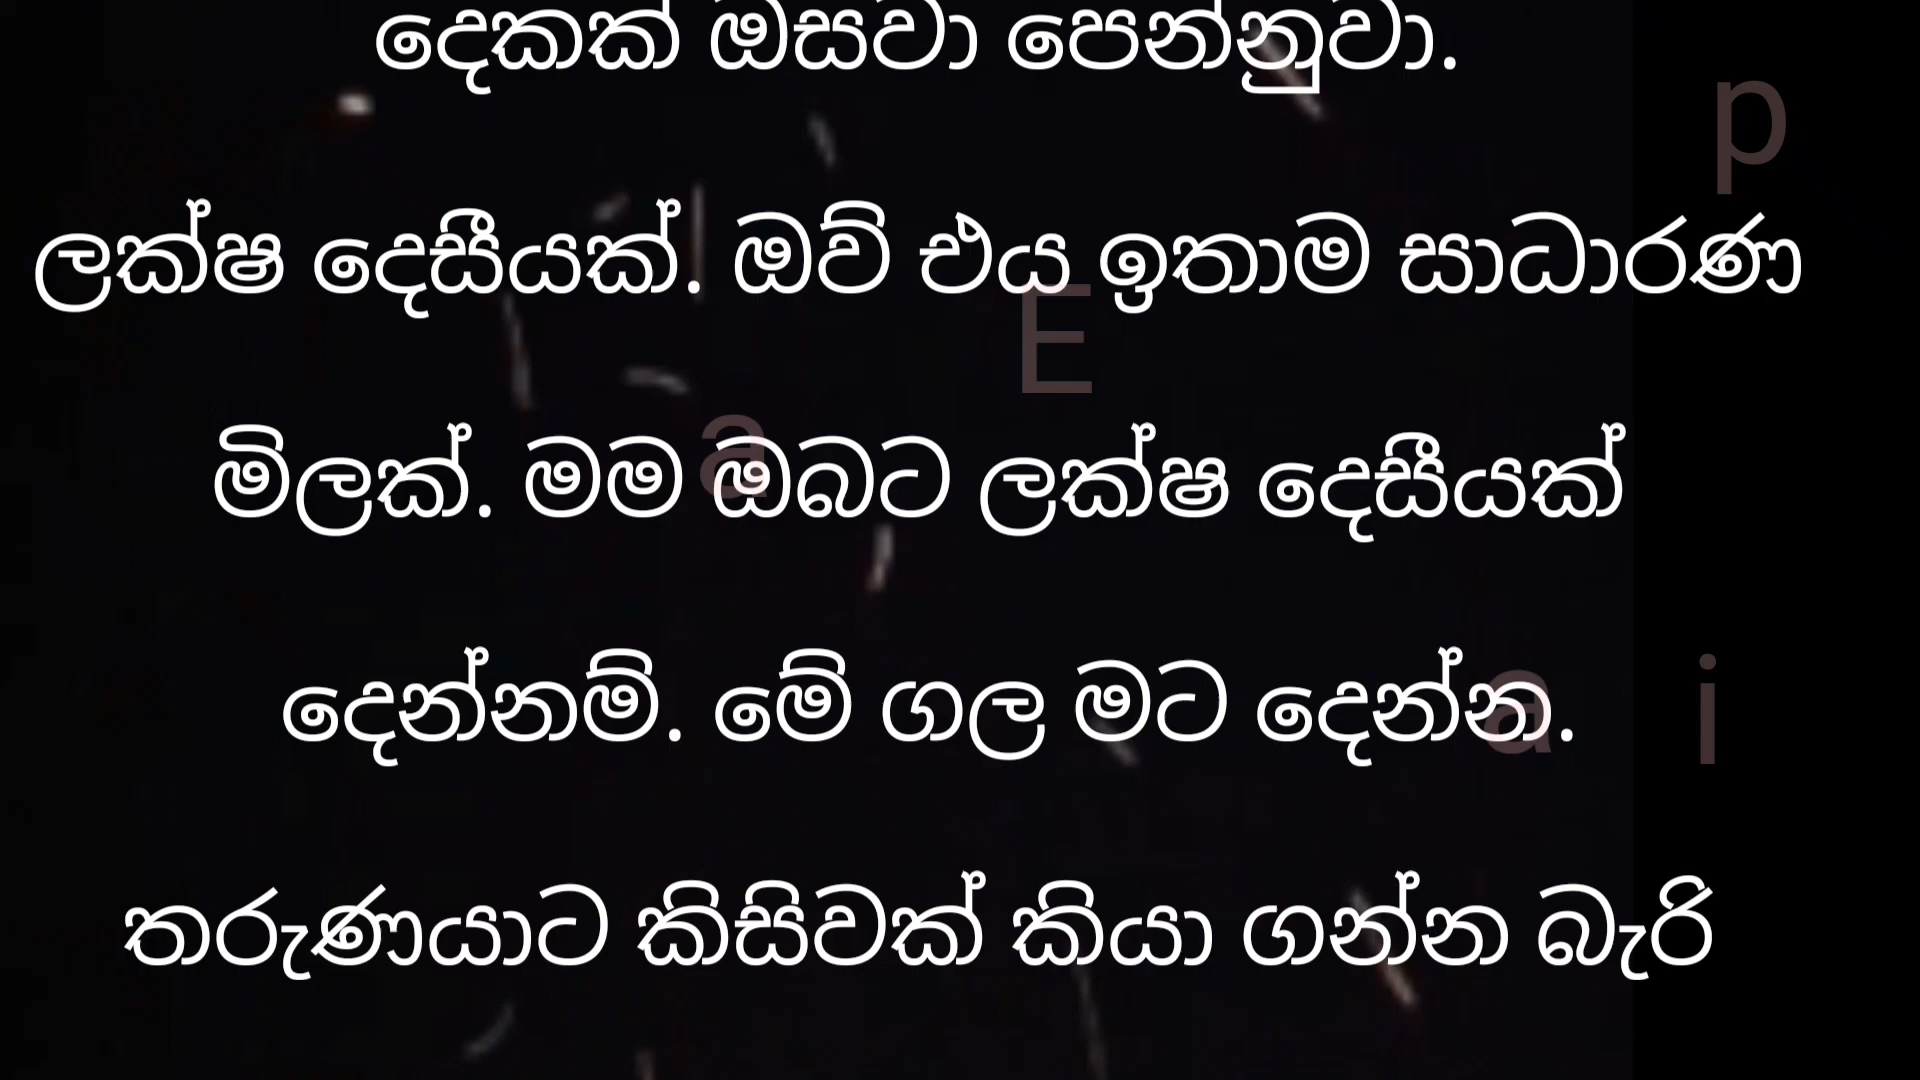 දෙකක් ඔසවා පෙන්නුවා.
ලක්ෂ දෙසීයක්. ඔව් එය ඉතාම සාධාරණ
මිලක්. මම ඔබට ලක්ෂ දෙසීයක්
දෙන්නම්. මේ ගල මට දෙන්න.
තරුණයාට කිසිවක් කියා ගන්න බැරි
p
E
a
a
i